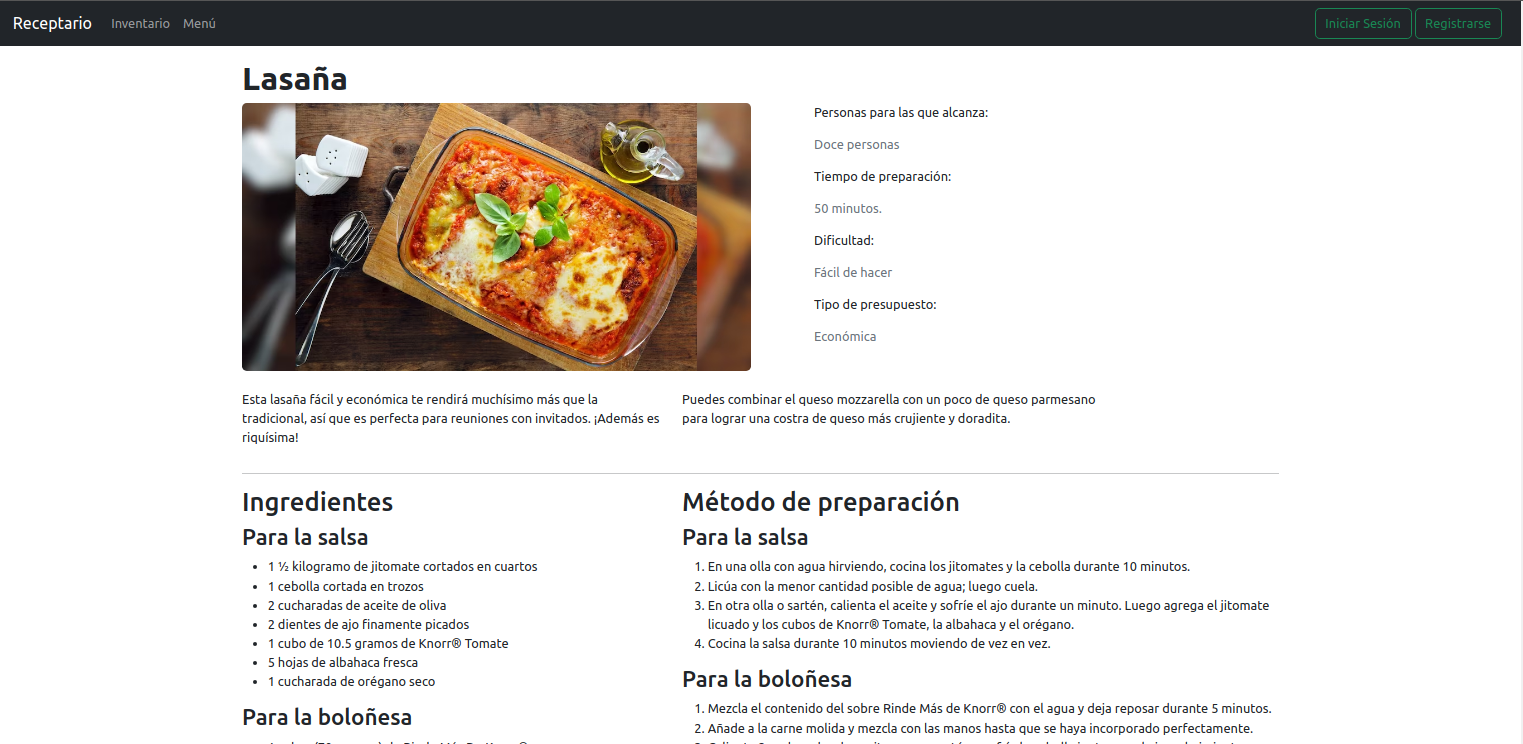 Receptario Inventario Menú Iniciar Sesión Registrarse
Lasaña
Personas para las que alcanza:
Doce personas
Tiempo de preparación:
50 minutos.
Dificultad:
Fácil de hacer
Tipo de presupuesto:
Económica
Esta lasaña fácil y económica te rendirá muchísimo más que la
tradicional, así que es perfecta para reuniones con invitados. ¡Además es
riquísima!
Puedes combinar el queso mozzarella con un poco de queso parmesano
para lograr una costra de queso más crujiente y doradita.
Ingredientes
Para la salsa
• 1 ½ kilogramo de jitomate cortados en cuartos
• 1 cebolla cortada en trozos
• 2 cucharadas de aceite de oliva
• 2 dientes de ajo finamente picados
• 1 cubo de 10.5 gramos de Knorr® Tomate
• 5 hojas de albahaca fresca
• 1 cucharada de orégano seco
Para la boloñesa
Método de preparación
Para la salsa
1. En una olla con agua hirviendo, cocina los jitomates y la cebolla durante 10 minutos.
2. Licúa con la menor cantidad posible de agua; luego cuela.
3. En otra olla o sartén, calienta el aceite y sofríe el ajo durante un minuto. Luego agrega el jitomate
licuado y los cubos de Knorr® Tomate, la albahaca y el orégano.
4. Cocina la salsa durante 10 minutos moviendo de vez en vez.
Para la boloñesa
1. Mezcla el contenido del sobre Rinde Más de Knorr® con el agua y deja reposar durante 5 minutos.
2. Añade a la carne molida y mezcla con las manos hasta que se haya incorporado perfectamente.